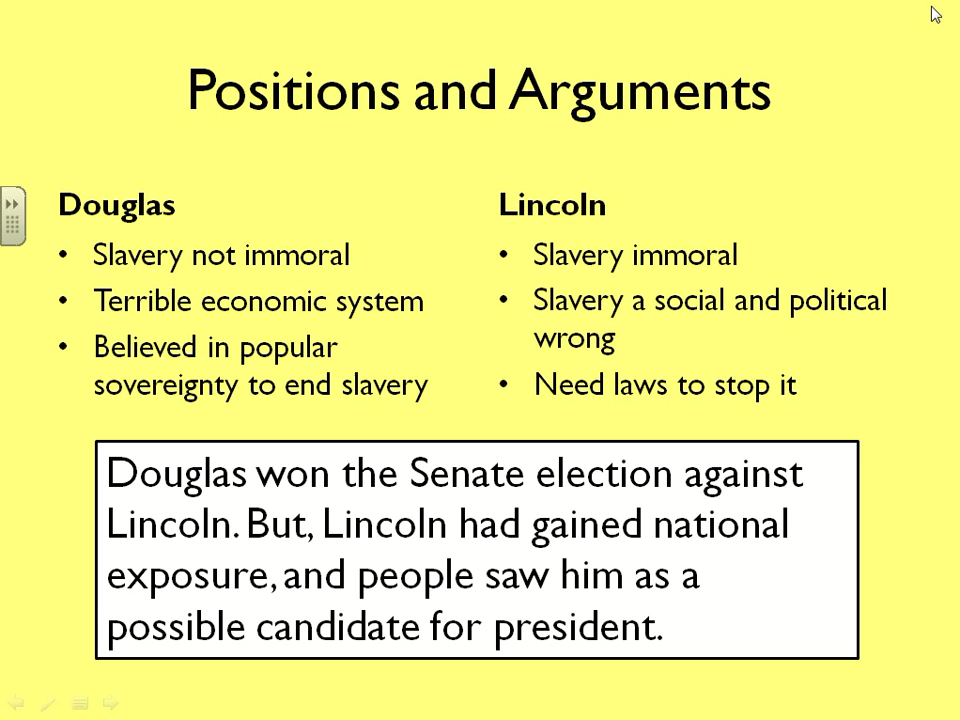 Positions and Arguments
Douglas
• Slavery not immoral
• Terrible economic system
• Believed in popular
sovereignty to end slavery
Lincoln
• Slavery immoral
• Slavery a social and political
wrong
• Need laws to stop it
Douglas won the Senate election against
Lincoln. But, Lincoln had gained national
exposure, and people saw him as a
possible candidate for president.